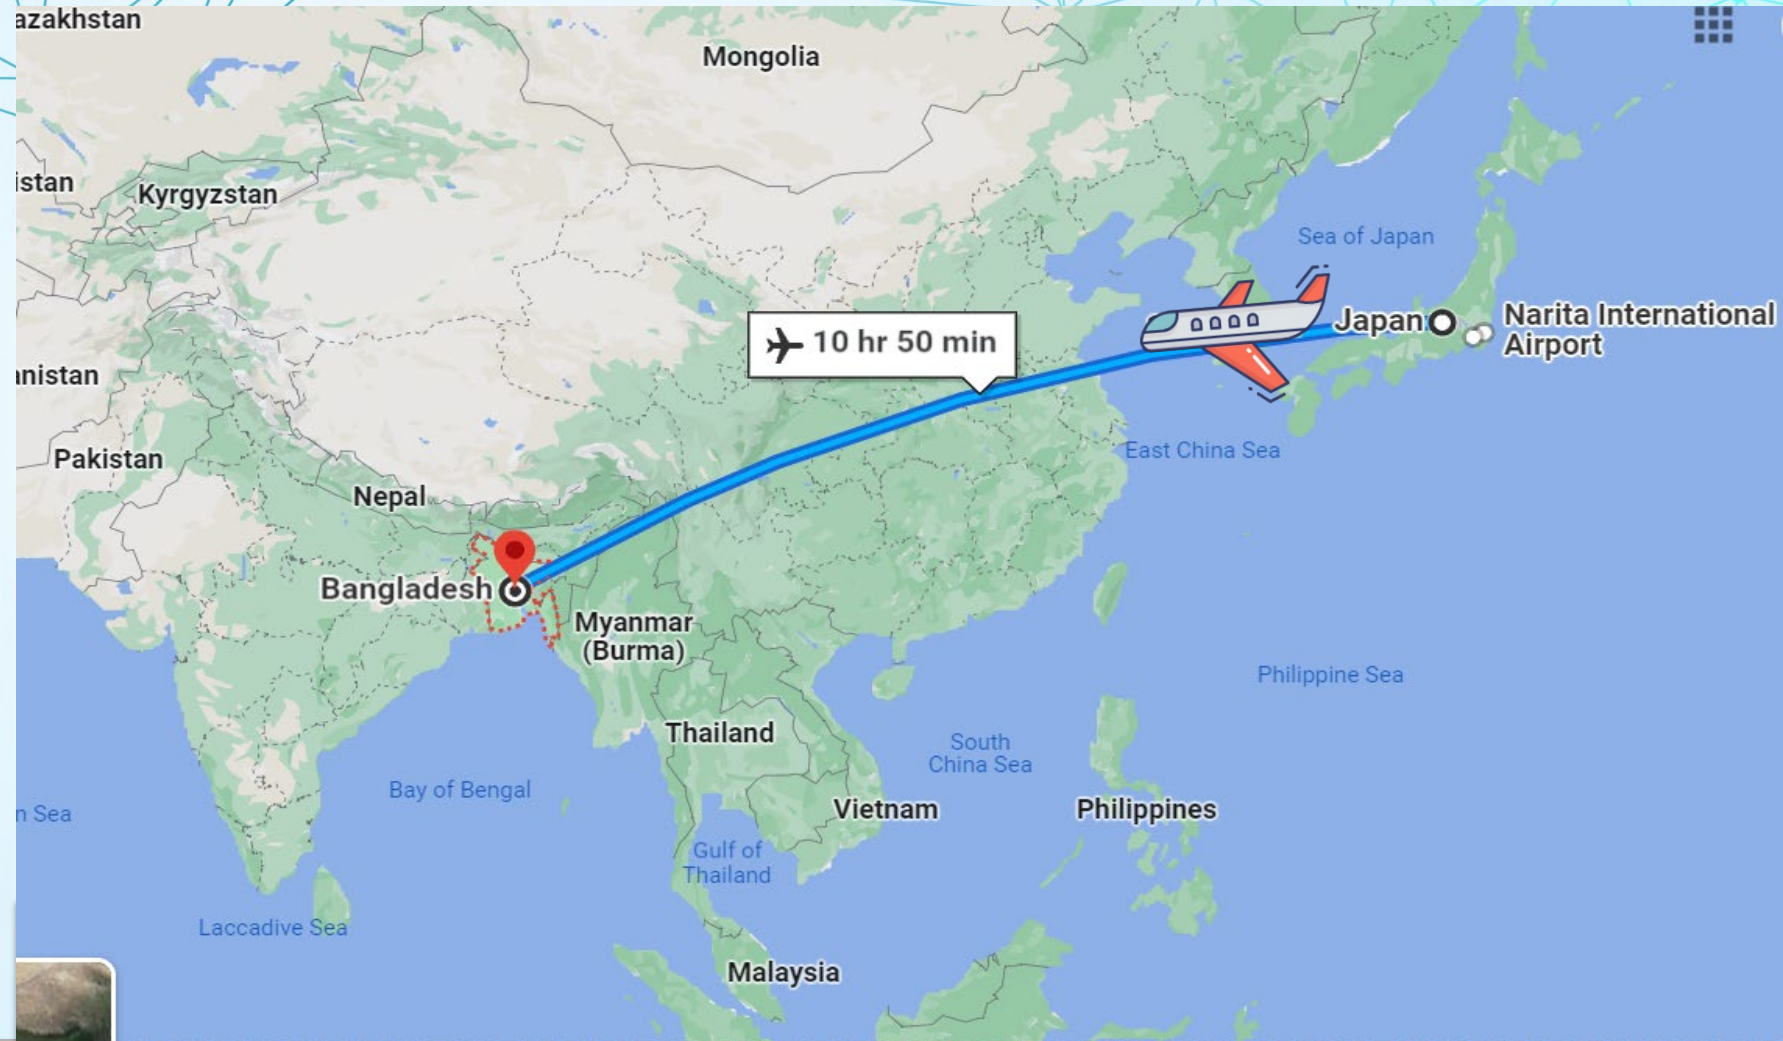 azakhstan
Mongolia
istan
Kyrgyzstan
Sea of Japan
Japan
Narita International
Airport
10 hr 50 min
anistan
East China Sea
Pakistan
Nepal
Bangladesh
Myanmar
(Burma)
Philippine Sea
Thailand
South
China Sea
Bay of Bengal
Vietnam
Philippines
n Sea
Gulf of
Thailand
Laccadive Sea
Malaysia